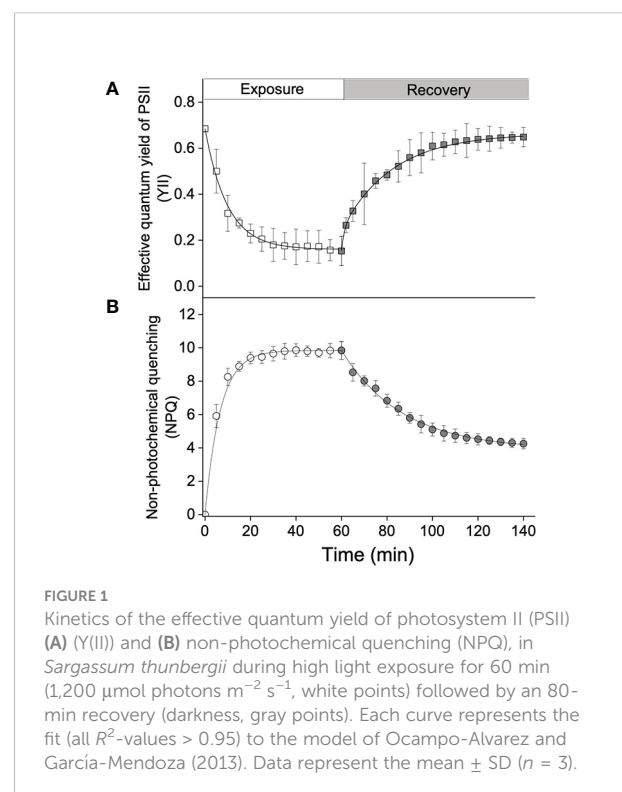 A
Exposure
Recovery
Effective quantum yield of PSII
(YII)
0.8
0.6
0.4
0.2
0.0
B
Non-photochemical quenching
(NPQ)
12
10
8
6
4
2
0
0 20 40 60 80 100 120 140
Time (min)
FIGURE 1
Kinetics of the effective quantum yield of photosystem II (PSII)
(A) (Y(II)) and (B) non-photochemical quenching (NPQ), in
Sargassum thunbergii during high light exposure for 60 min
(1,200 μmol photons m⁻² s⁻¹, white points) followed by an 80-
min recovery (darkness, gray points). Each curve represents the
fit (all R²-values > 0.95) to the model of Ocampo-Alvarez and
García-Mendoza (2013). Data represent the mean ± SD (n = 3).